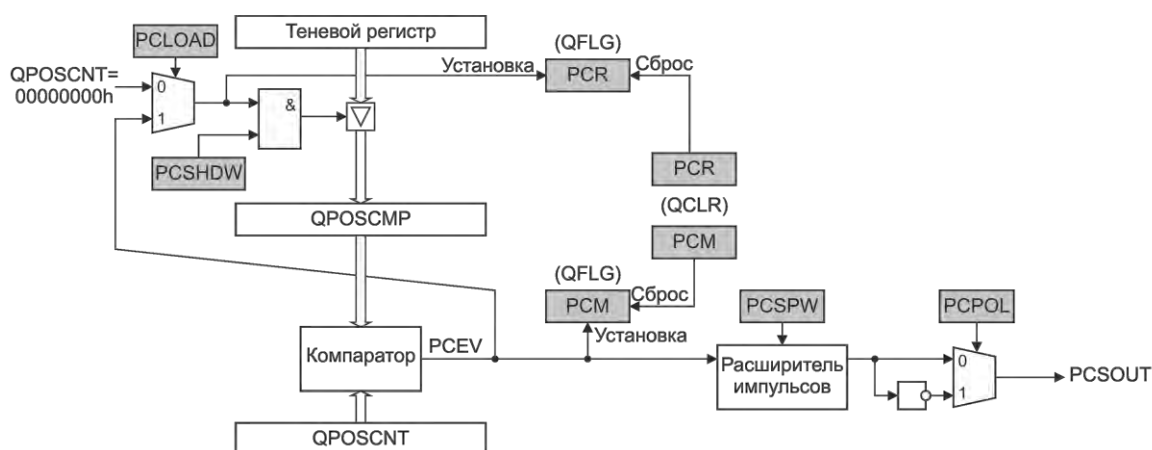 Теневой регистр
PCLOAD
(QFLG)
QPOSCNT=
00000000h
0
1
Установка
PCR
Сброс
&
PCSHDW
PCR
(QCLR)
QPOSCMP
PCM
(QFLG)
PCM
Сброс
Установка
PCSPW
PCPOL
Компаратор
PCEV
Расширитель
импульсов
0
1
PCSOUT
QPOSCNT